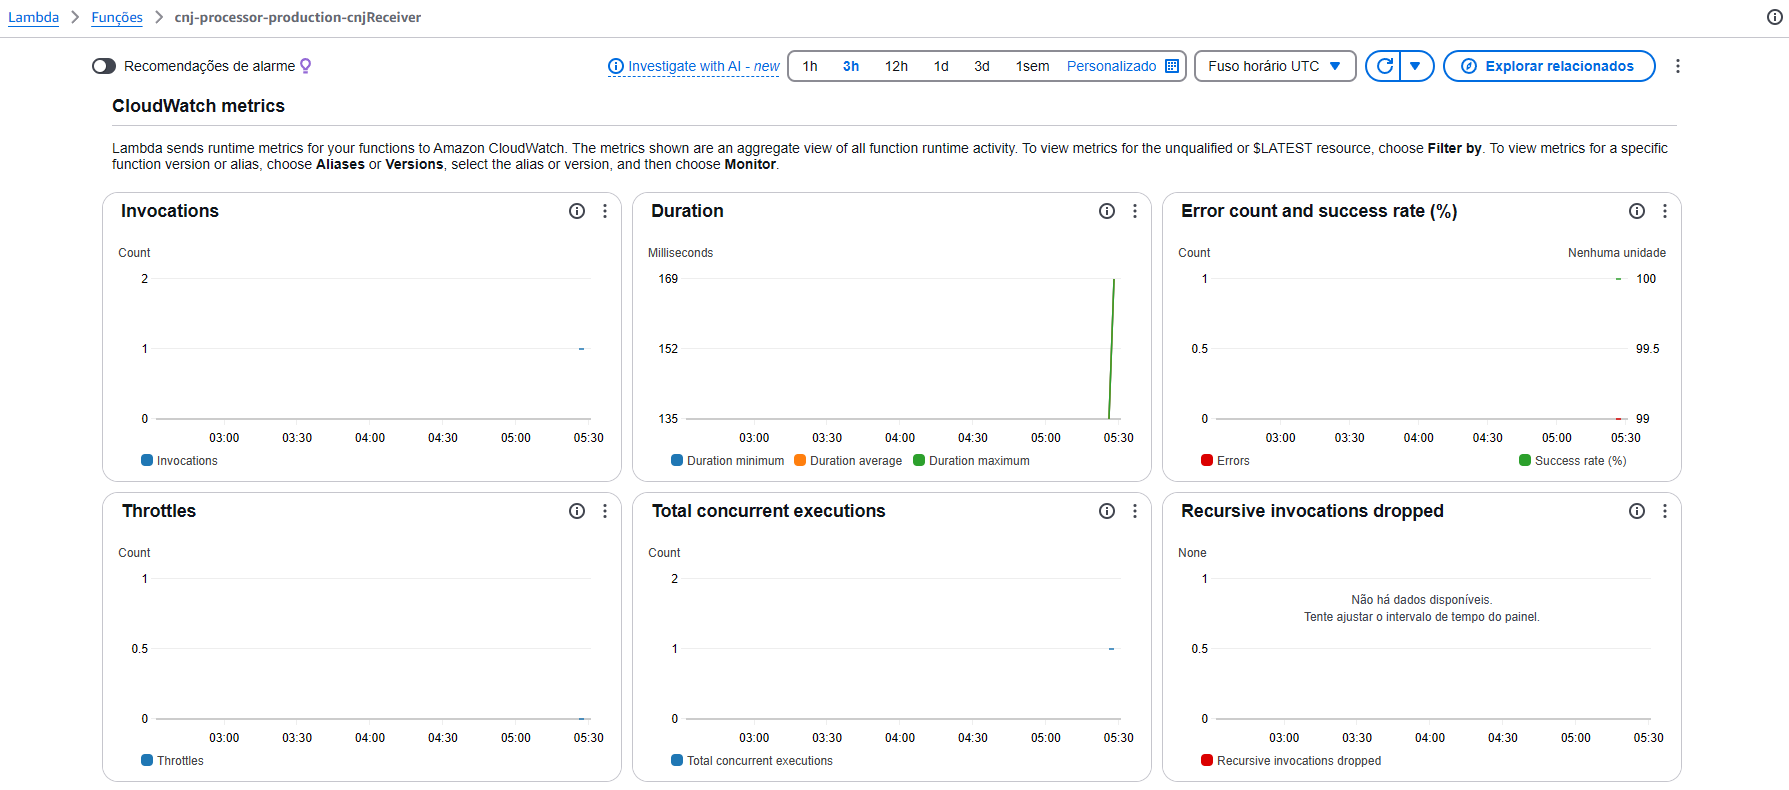 Lambda > Funções > cnj-processor-production-cnjReceiver
Recomendações de alarme
Investigate with AI - new
1h 3h 12h 1d 3d 1sem Personalizado
Fuso horário UTC
Explorar relacionados
CloudWatch metrics
Lambda sends runtime metrics for your functions to Amazon CloudWatch. The metrics shown are an aggregate view of all function runtime activity. To view metrics for the unqualified or $LATEST resource, choose Filter by. To view metrics for a specific
function version or alias, choose Aliases or Versions, select the alias or version, and then choose Monitor.
Invocations
Count
2
1
0
03:00 03:30 04:00 04:30 05:00 05:30
Invocations
Duration
Milliseconds
169
152
135
03:00 03:30 04:00 04:30 05:00 05:30
Duration minimum Duration average Duration maximum
Error count and success rate (%)
Count Nenhuma unidade
1 100
0.5 99.5
0 99
03:00 03:30 04:00 04:30 05:00 05:30
Errors Success rate (%)
Throttles
Count
1
0.5
0
03:00 03:30 04:00 04:30 05:00 05:30
Throttles
Total concurrent executions
Count
2
1
0
03:00 03:30 04:00 04:30 05:00 05:30
Total concurrent executions
Recursive invocations dropped
None
1
Não há dados disponíveis.
Tente ajustar o intervalo de tempo do painel.
0.5
0
03:00 03:30 04:00 04:30 05:00 05:30
Recursive invocations dropped